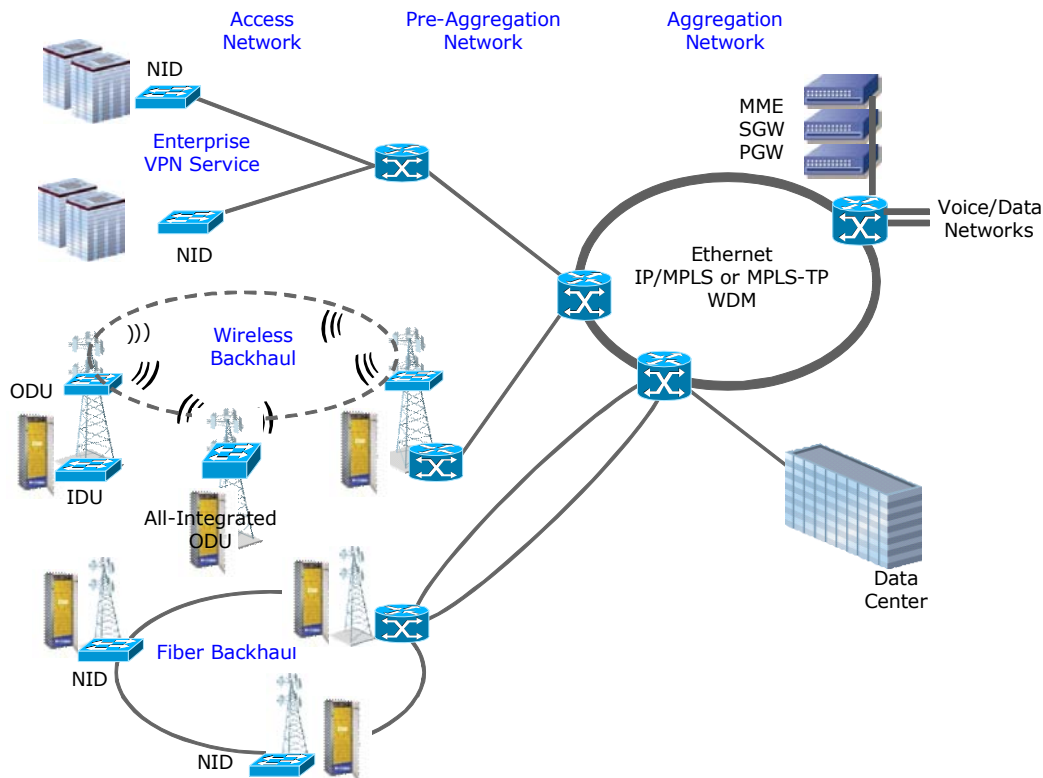 Access
Network
Pre-Aggregation
Network
Aggregation
Network
NID
MME
SGW
PGW
Enterprise
VPN Service
NID
Voice/Data
Networks
Ethernet
IP/MPLS or MPLS-TP
WDM
Wireless
Backhaul
ODU
IDU
All-Integrated
ODU
Data
Center
Fiber Backhaul
NID
NID